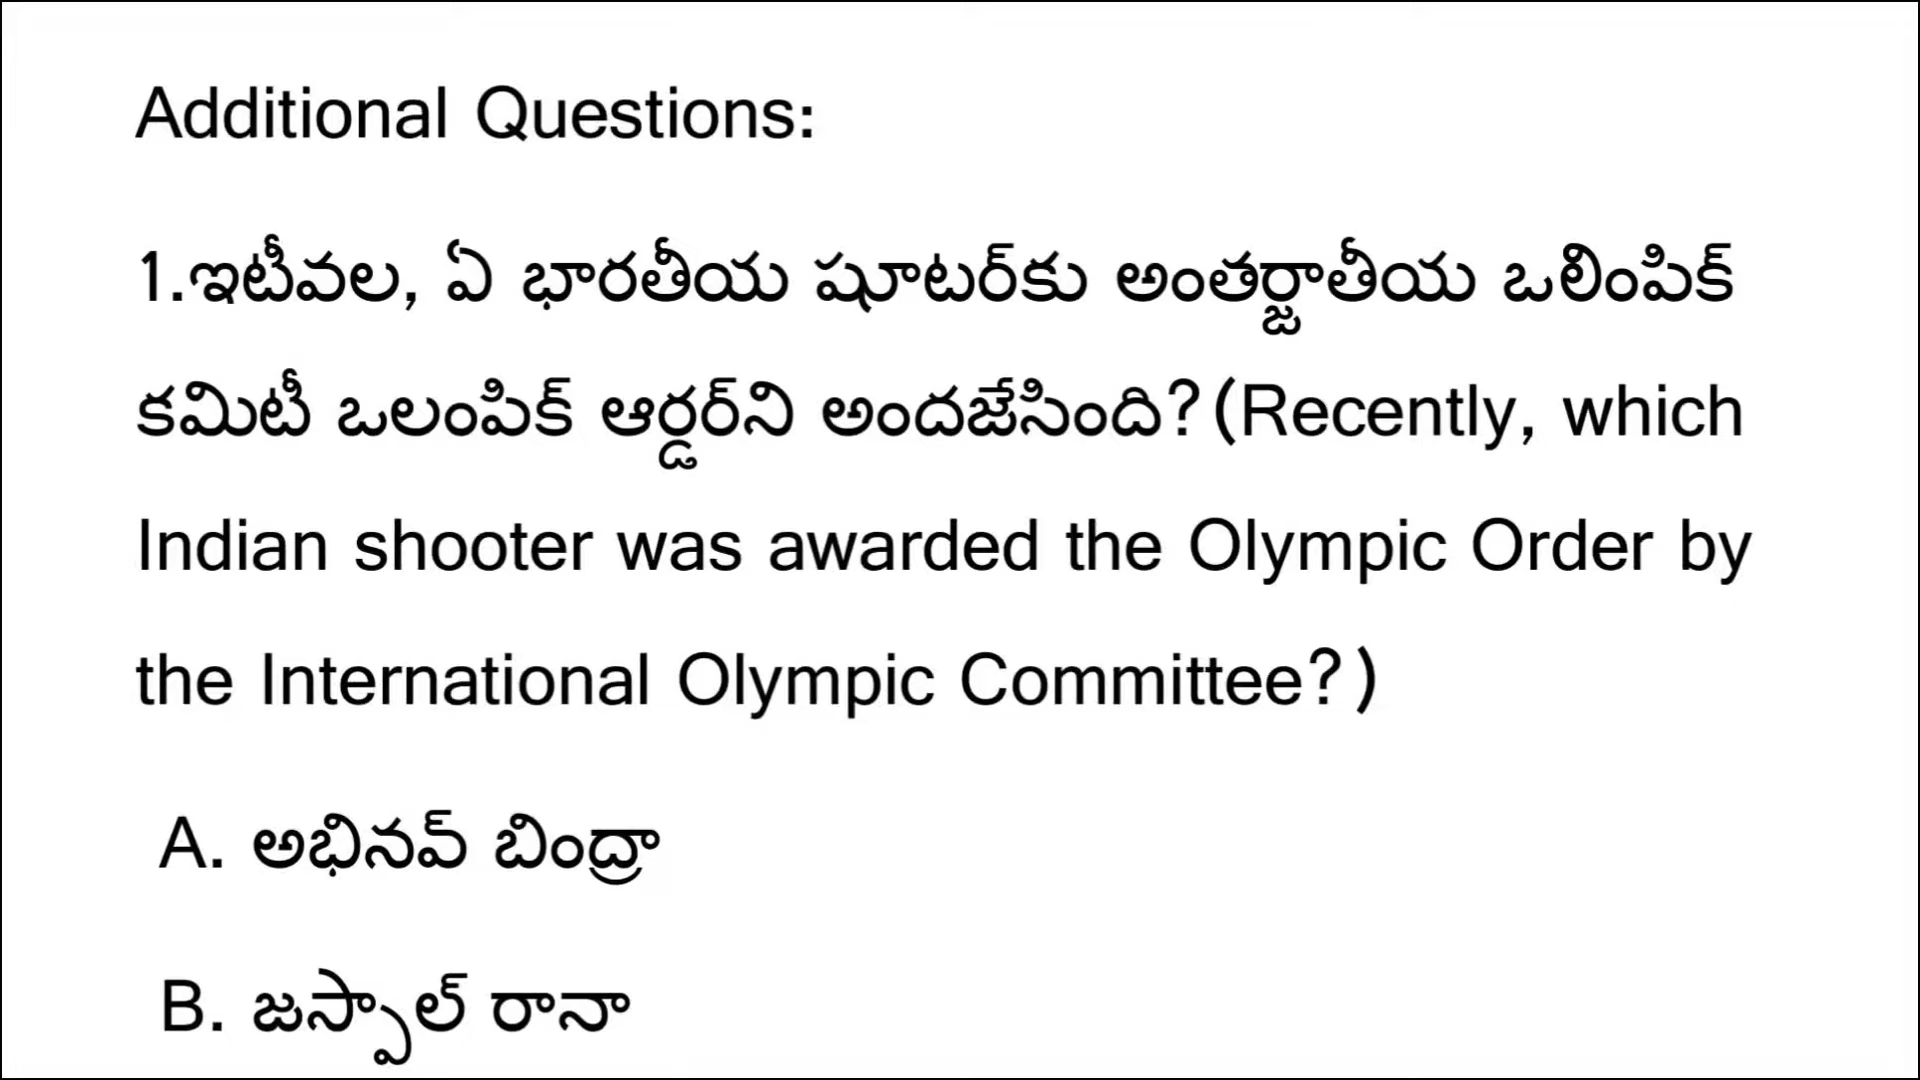 Additional Questions:
1.ఇటీవల, ఏ భారతీయ షూటర్‌కు అంతర్జాతీయ ఒలింపిక్
కమిటీ ఒలంపిక్ ఆర్డర్‌ని అందజేసింది?(Recently, which
Indian shooter was awarded the Olympic Order by
the International Olympic Committee?)
A. అభినవ్ బింద్రా
B. జస్పాల్ రానా